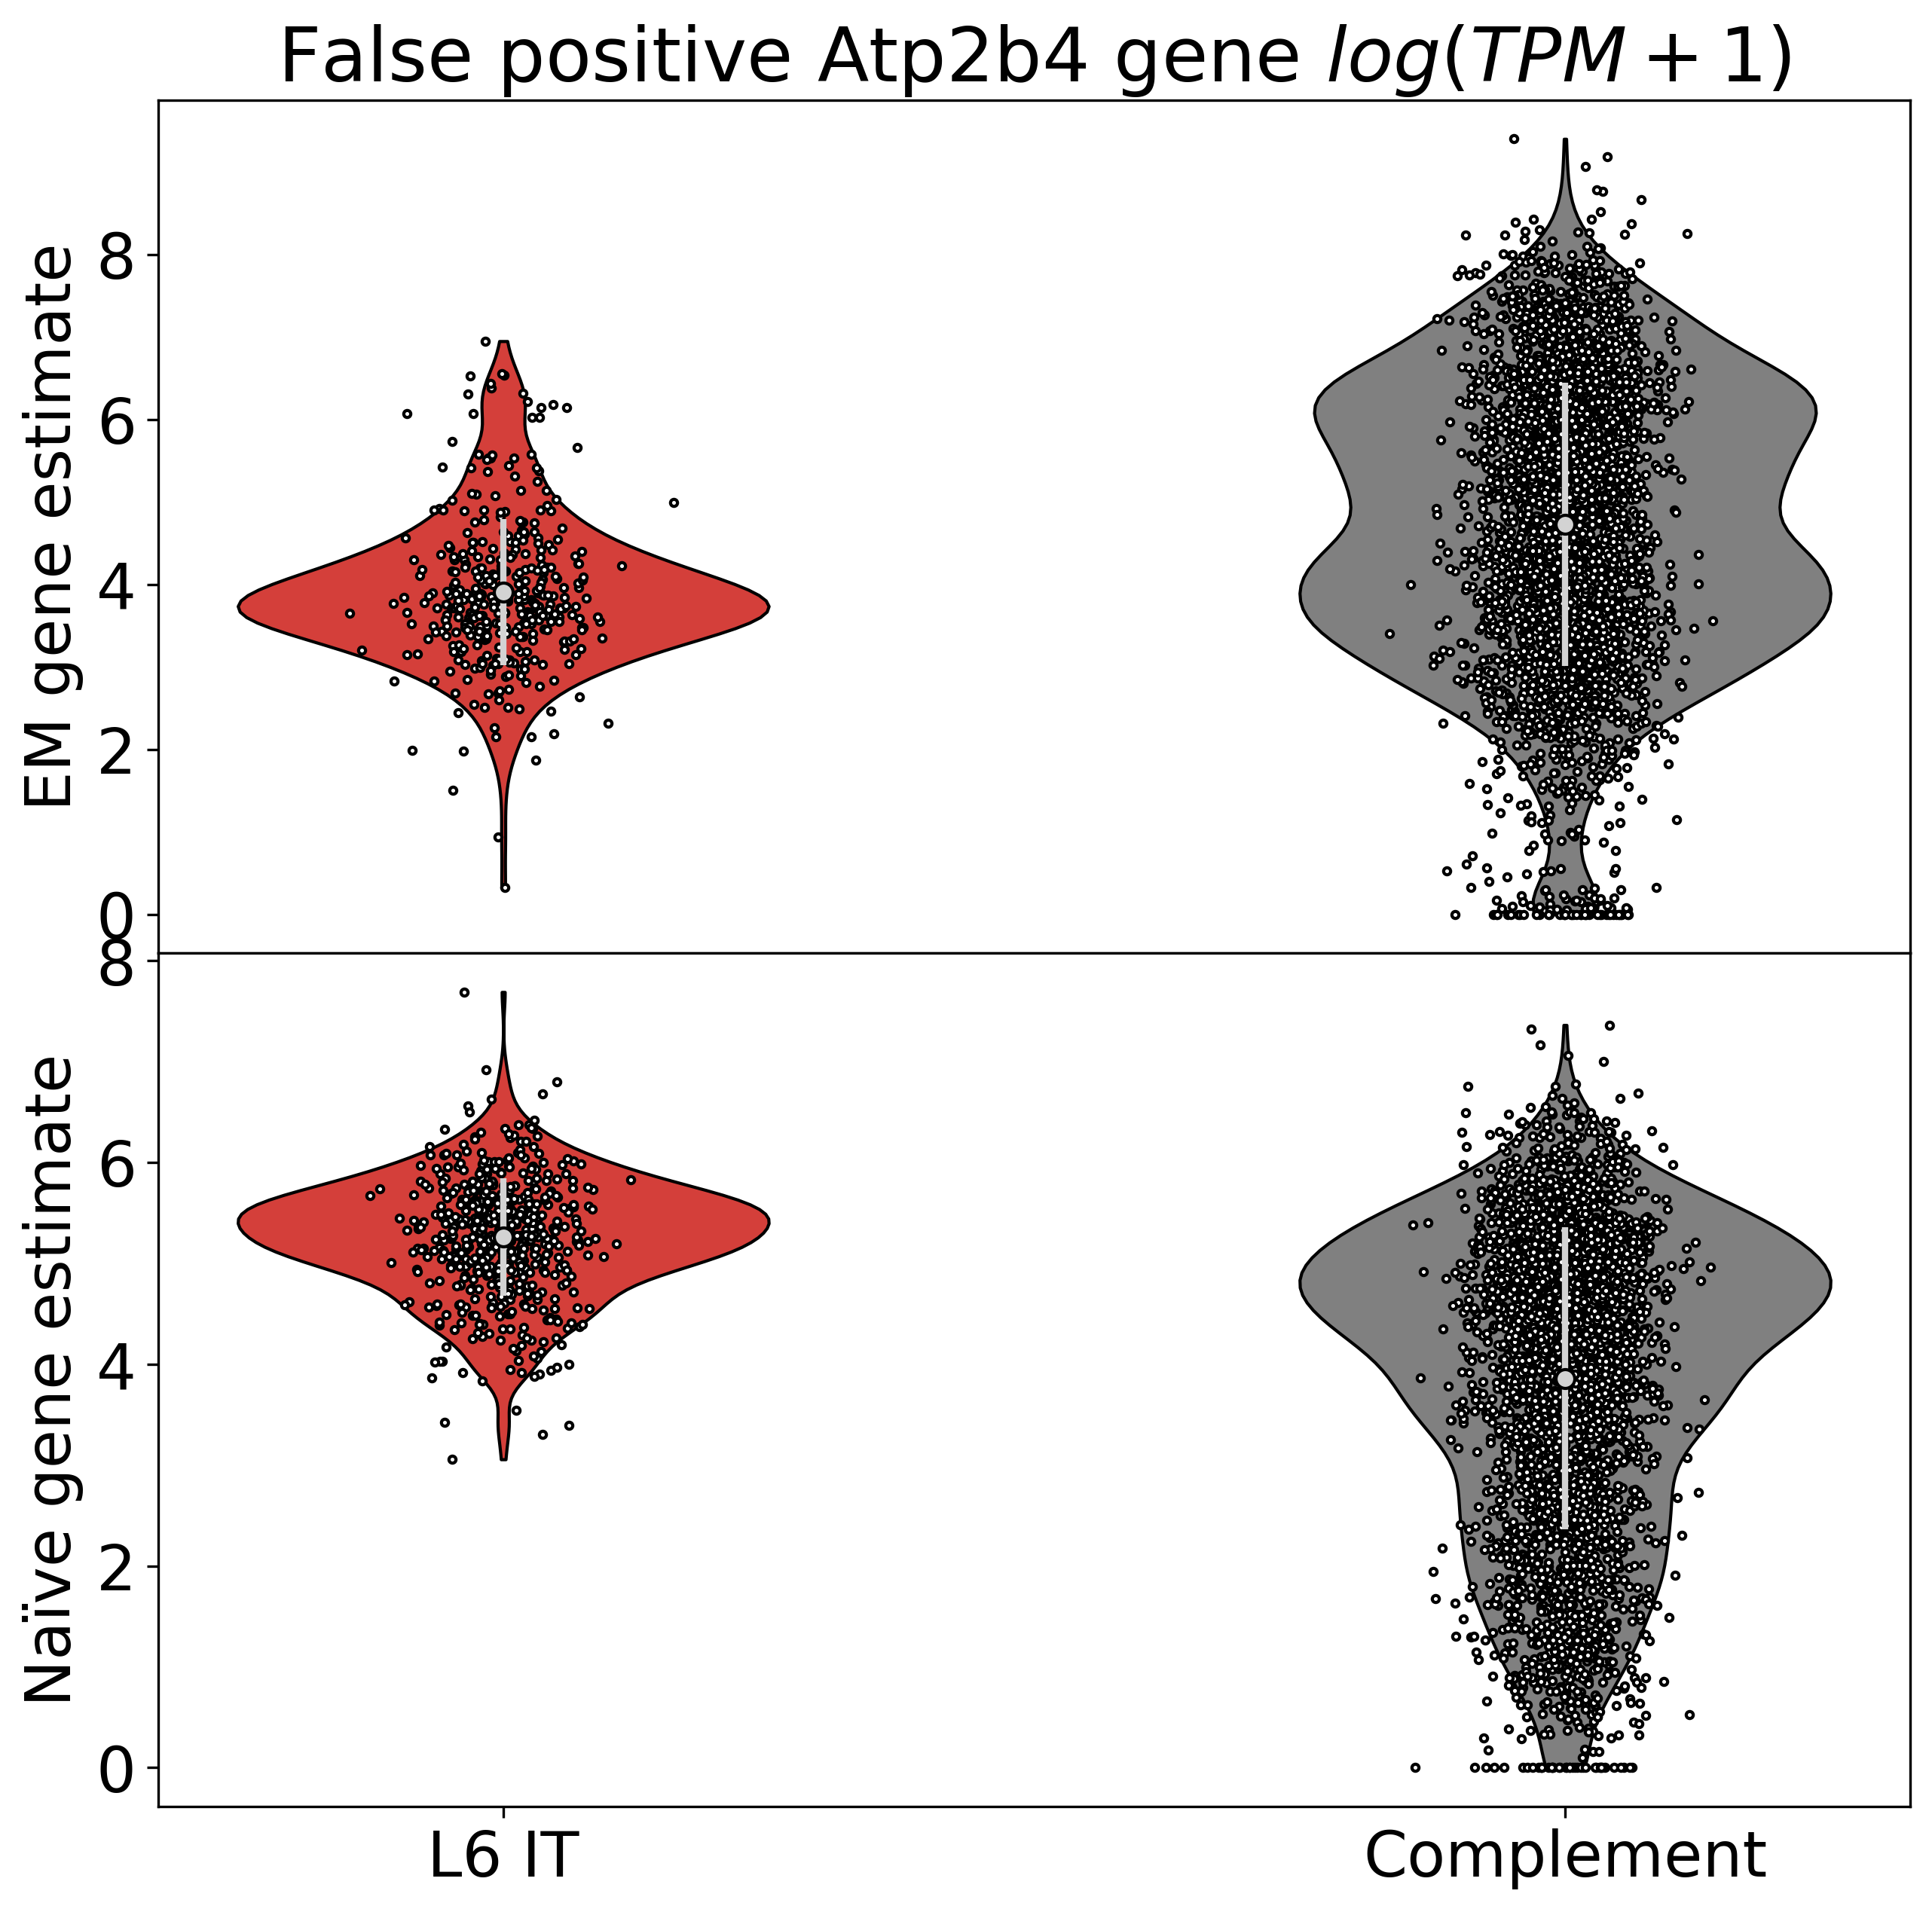 False positive Atp2b4 gene log(TPM + 1)
EM gene estimate
8
6
4
2
0
Naïve gene estimate
8
6
4
2
0
L6 IT
Complement